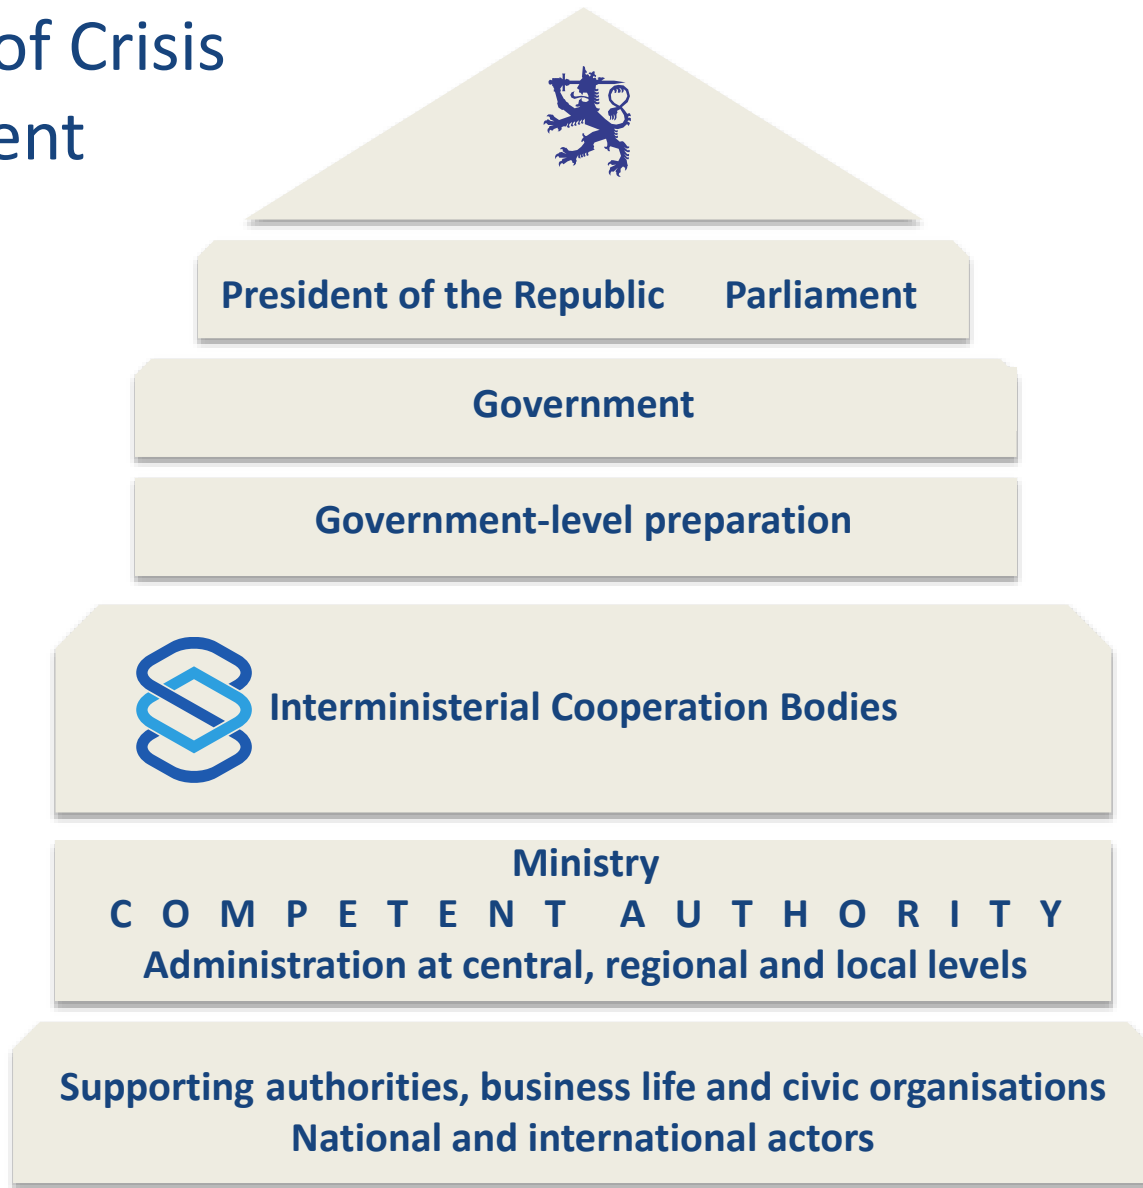 of Crisis
ent
President of the Republic Parliament
Government
Government-level preparation
Interministerial Cooperation Bodies
Ministry
C O M P E T E N T A U T H O R I T Y
Administration at central, regional and local levels
Supporting authorities, business life and civic organisations
National and international actors